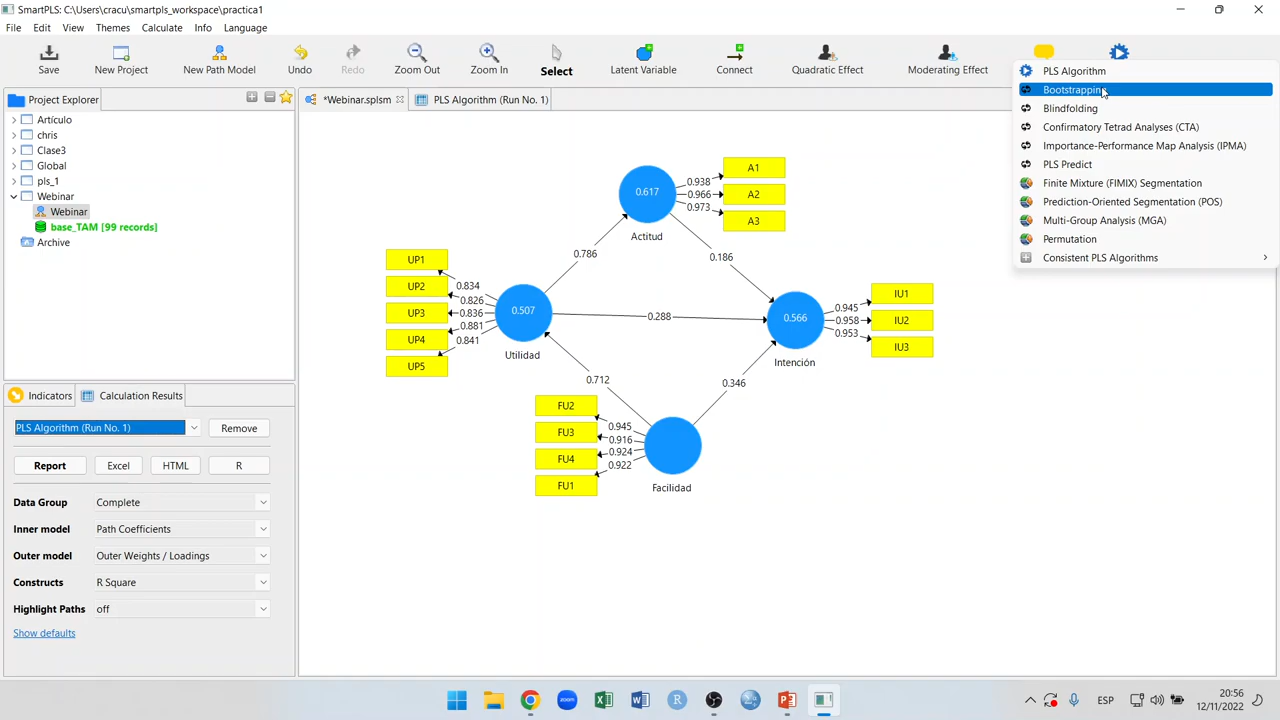 SmartPLS: C:\Users\cracu\smartpls_workspace\practica1
File Edit View Themes Calculate Info Language
Save New Project New Path Model Undo Redo Zoom Out Zoom In Select Latent Variable Connect Quadratic Effect Moderating Effect
PLS Algorithm
Bootstrapping
Blindfolding
Confirmatory Tetrad Analyses (CTA)
Importance-Performance Map Analysis (IPMA)
PLS Predict
Finite Mixture (FIMIX) Segmentation
Prediction-Oriented Segmentation (POS)
Multi-Group Analysis (MGA)
Permutation
Consistent PLS Algorithms
Project Explorer
*Webinar.splsm
PLS Algorithm (Run No. 1)
Artículo
chris
Clase3
Global
pls_1
Webinar
Webinar
base_TAM [99 records]
Archive
0.617
Actitud
0.938
0.966
0.973
A1
A2
A3
0.786
0.186
UP1
UP2
UP3
UP4
UP5
0.834
0.826
0.836
0.881
0.841
0.507
Utilidad
0.288
0.566
Intención
0.945
0.958
0.953
IU1
IU2
IU3
0.712
0.346
FU2
FU3
FU4
FU1
0.945
0.916
0.924
0.922
Facilidad
Indicators
Calculation Results
PLS Algorithm (Run No. 1)
Remove
Report Excel HTML R
Data Group Complete
Inner model Path Coefficients
Outer model Outer Weights / Loadings
Constructs R Square
Highlight Paths off
Show defaults
zoom
ESP
20:56
12/11/2022